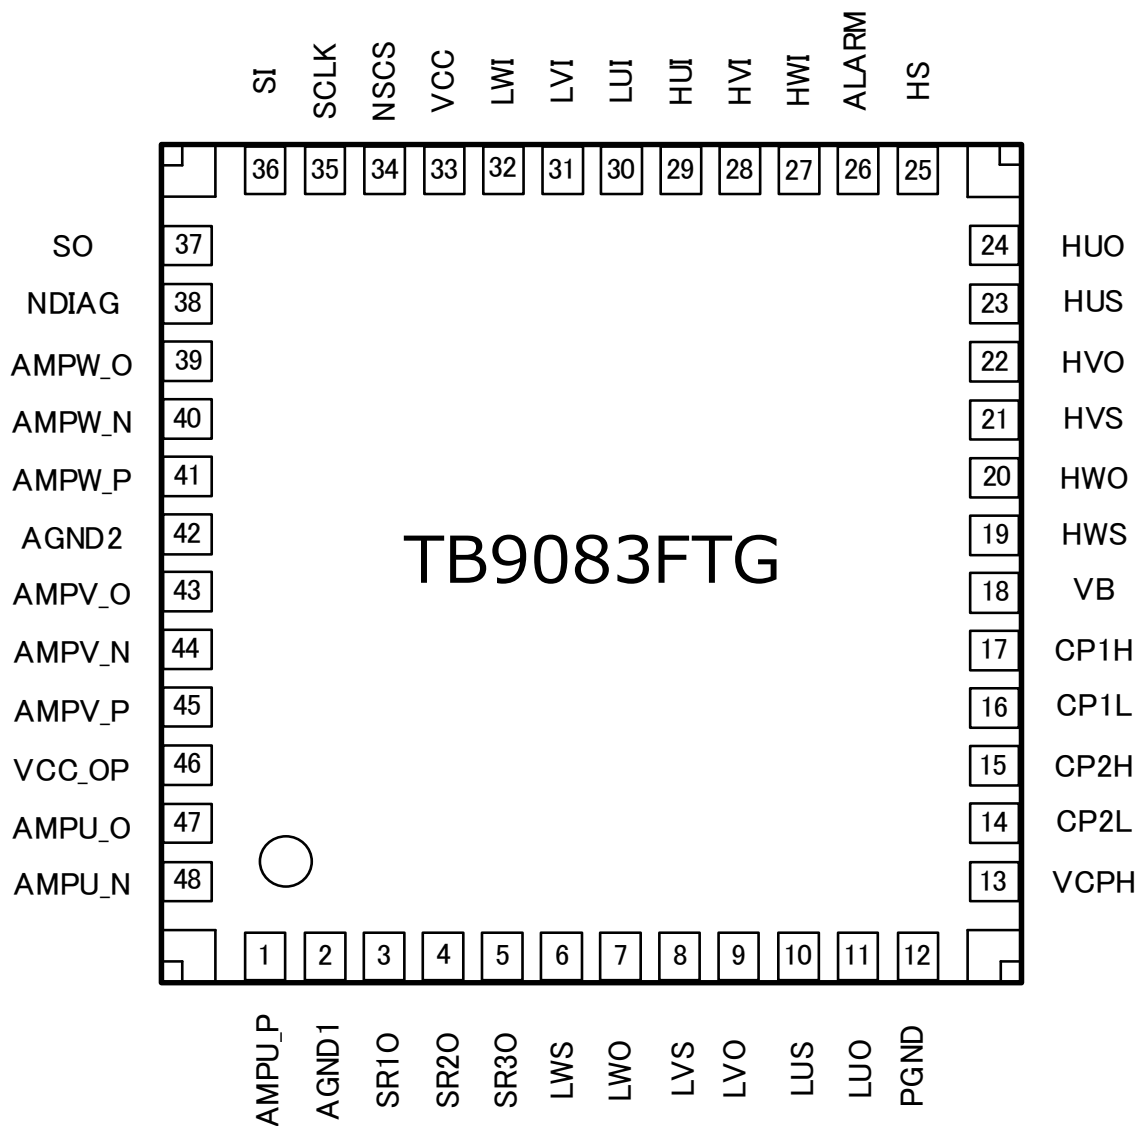 SI SCLK NSCS VCC LWI LVI LUI HUI HVI HWI ALARM HS
36 35 34 33 32 31 30 29 28 27 26 25
SO 37 24 HUO
NDIAG 38 23 HUS
AMPW_O 39 22 HVO
AMPW_N 40 21 HVS
AMPW_P 41 20 HWO
AGND2 42 19 HWS
TB9083FTG
AMPV_O 43 18 VB
AMPV_N 44 17 CP1H
AMPV_P 45 16 CP1L
VCC_OP 46 15 CP2H
AMPU_O 47 14 CP2L
AMPU_N 48 13 VCPH
1 2 3 4 5 6 7 8 9 10 11 12
AMPU_P AGND1 SR1O SR2O SR3O LWS LWO LVS LVO LUS LUO PGND